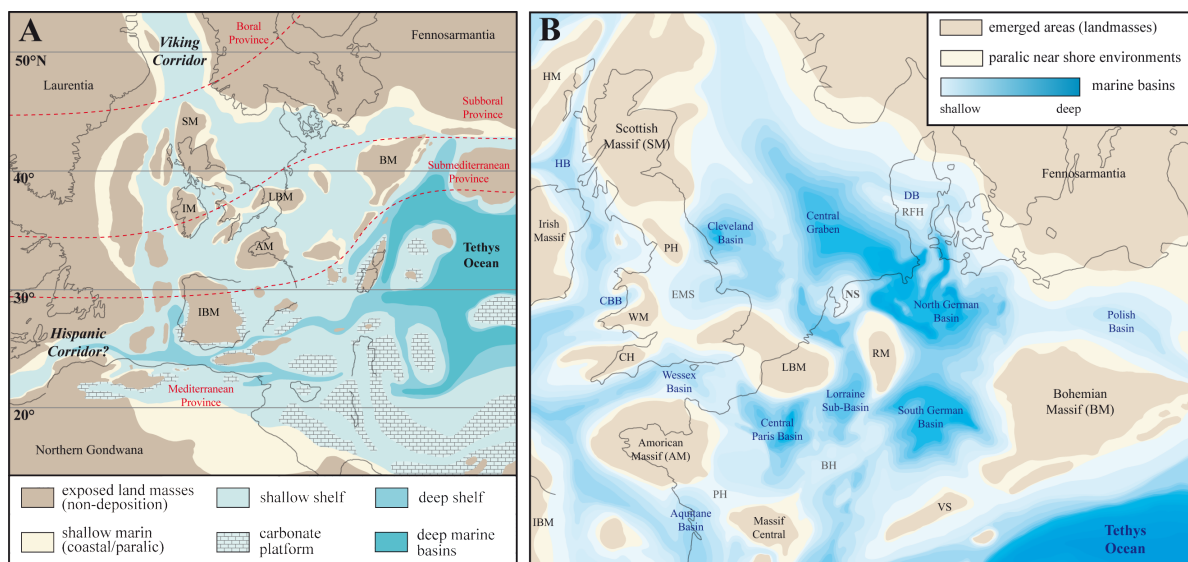 A
Viking
Corridor
Boral
Province
Fennosarmantia
50°N
Laurentia
Subboral
Province
SM
BM
Submediterranean
Province
40°
IM
LBM
AM
Tethys
Ocean
30°
IBM
Hispanic
Corridor?
Mediterranean
Province
20°
Northern Gondwana
exposed land masses
(non-deposition)
shallow shelf
deep shelf
shallow marin
(coastal/paralic)
carbonate
platform
deep marine
basins
B
emerged areas (landmasses)
paralic near shore environments
marine basins
shallow
deep
HM
Scottish
Massif (SM)
HB
Fennosarmantia
DB
RFH
Irish
Massif
Cleveland
Basin
Central
Graben
PH
EMS
NS
CBB
WM
North German
Basin
Polish
Basin
CH
RM
LBM
Wessex
Basin
Lorraine
Sub-Basin
Bohemian
Massif (BM)
South German
Basin
Central
Paris Basin
Amorican
Massif (AM)
BH
PH
IBM
Aquitane
Basin
Massif
Central
VS
Tethys
Ocean